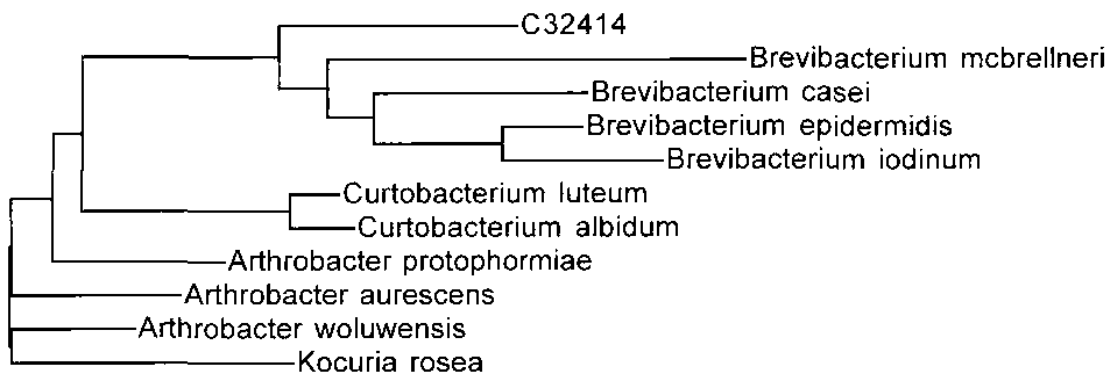 C32414
Brevibacterium mcbrellneri
Brevibacterium casei
Brevibacterium epidermidis
Brevibacterium iodinum
Curtobacterium luteum
Curtobacterium albidum
Arthrobacter protophormiae
Arthrobacter aurescens
Arthrobacter woluwensis
Kocuria rosea